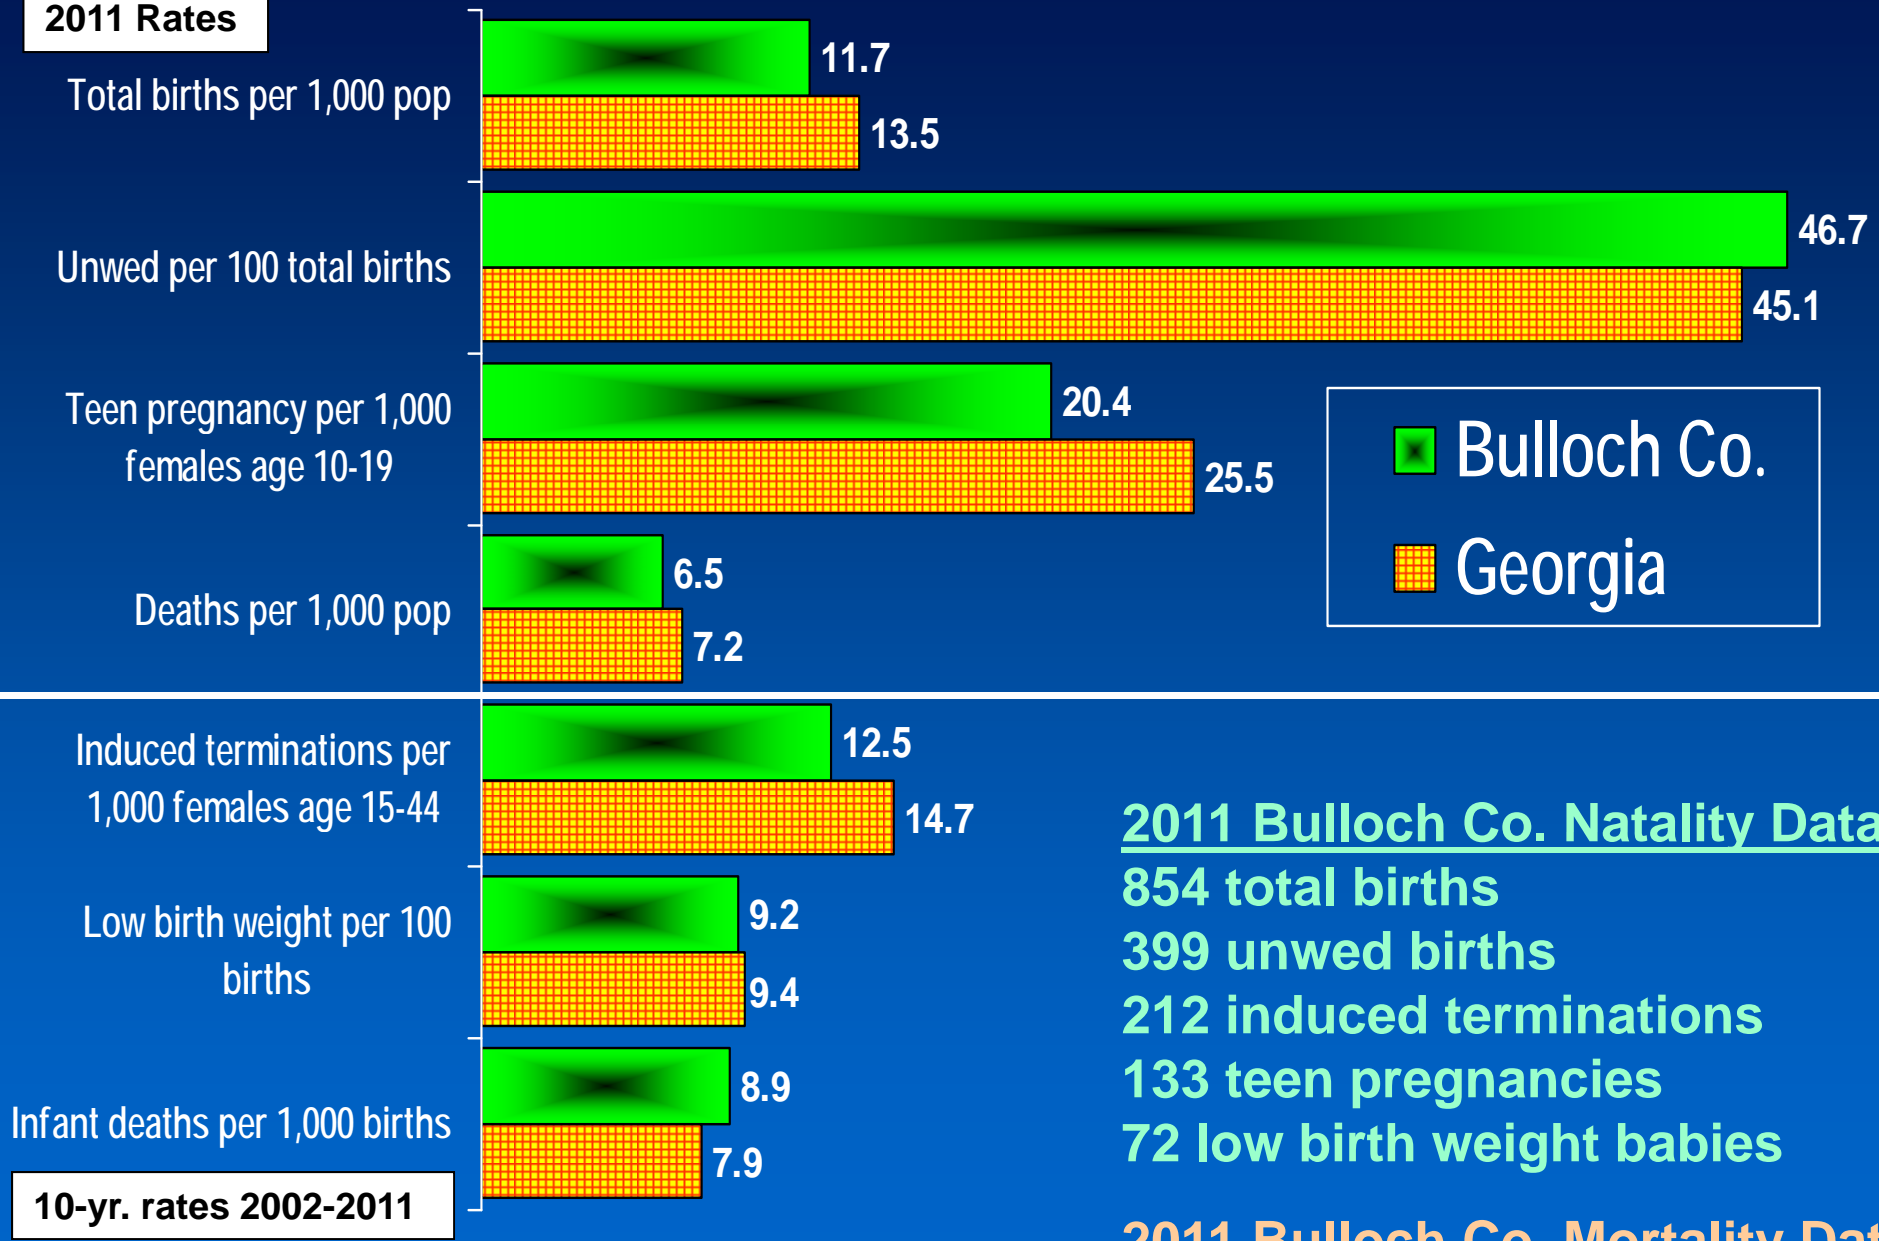 2011 Rates
Total births per 1,000 pop
11.7
13.5
Unwed per 100 total births
46.7
45.1
Teen pregnancy per 1,000
females age 10-19
20.4
25.5
Deaths per 1,000 pop
6.5
7.2
Bulloch Co.
Georgia
Induced terminations per
1,000 females age 15-44
12.5
14.7
Low birth weight per 100
births
9.2
9.4
Infant deaths per 1,000 births
8.9
7.9
10-yr. rates 2002-2011
2011 Bulloch Co. Natality Data
854 total births
399 unwed births
212 induced terminations
133 teen pregnancies
72 low birth weight babies
2011 Bulloch Co. Mortality Dat